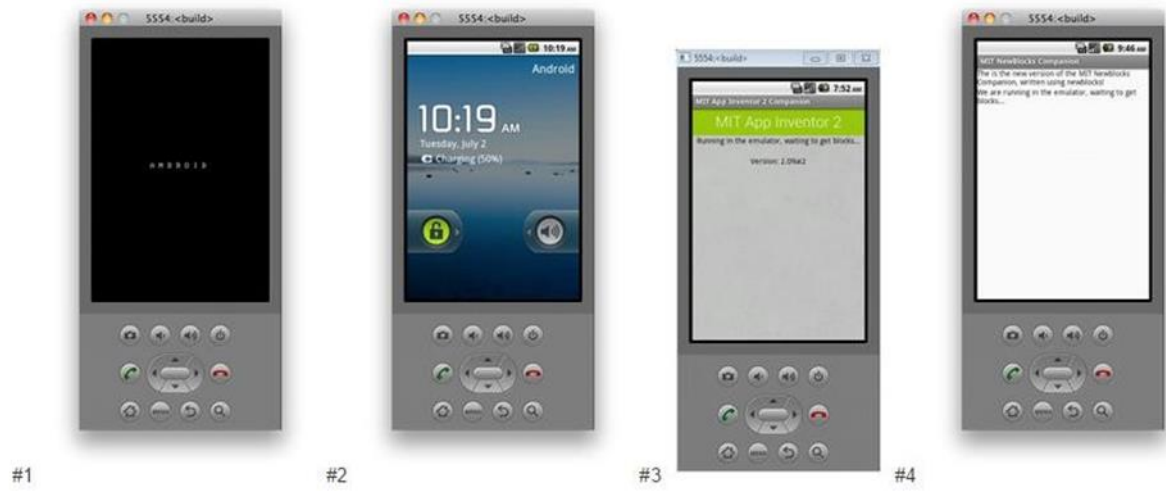 5554:<build>
ANDROID
#1
5554:<build>
10:19 AM
Android
10:19 AM
Tuesday, July 2
Charging (50%)
MENU
#2
5554:<build>
7:52 AM
MIT App Inventor 2 Companion
MIT App Inventor 2
Running in the emulator, waiting to get blocks...
MENU
#3
5554:<build>
9:46 AM
MIT NewBlocks Companion
The is the new version of the MIT Newblocks
Companion, written using newblocks!
We are running in the emulator, waiting to get
blocks...
MENU
#4